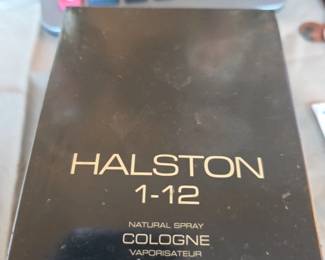 HALSTON
1-12
NATURAL SPRAY
COLOGNE
VAPORISATEUR